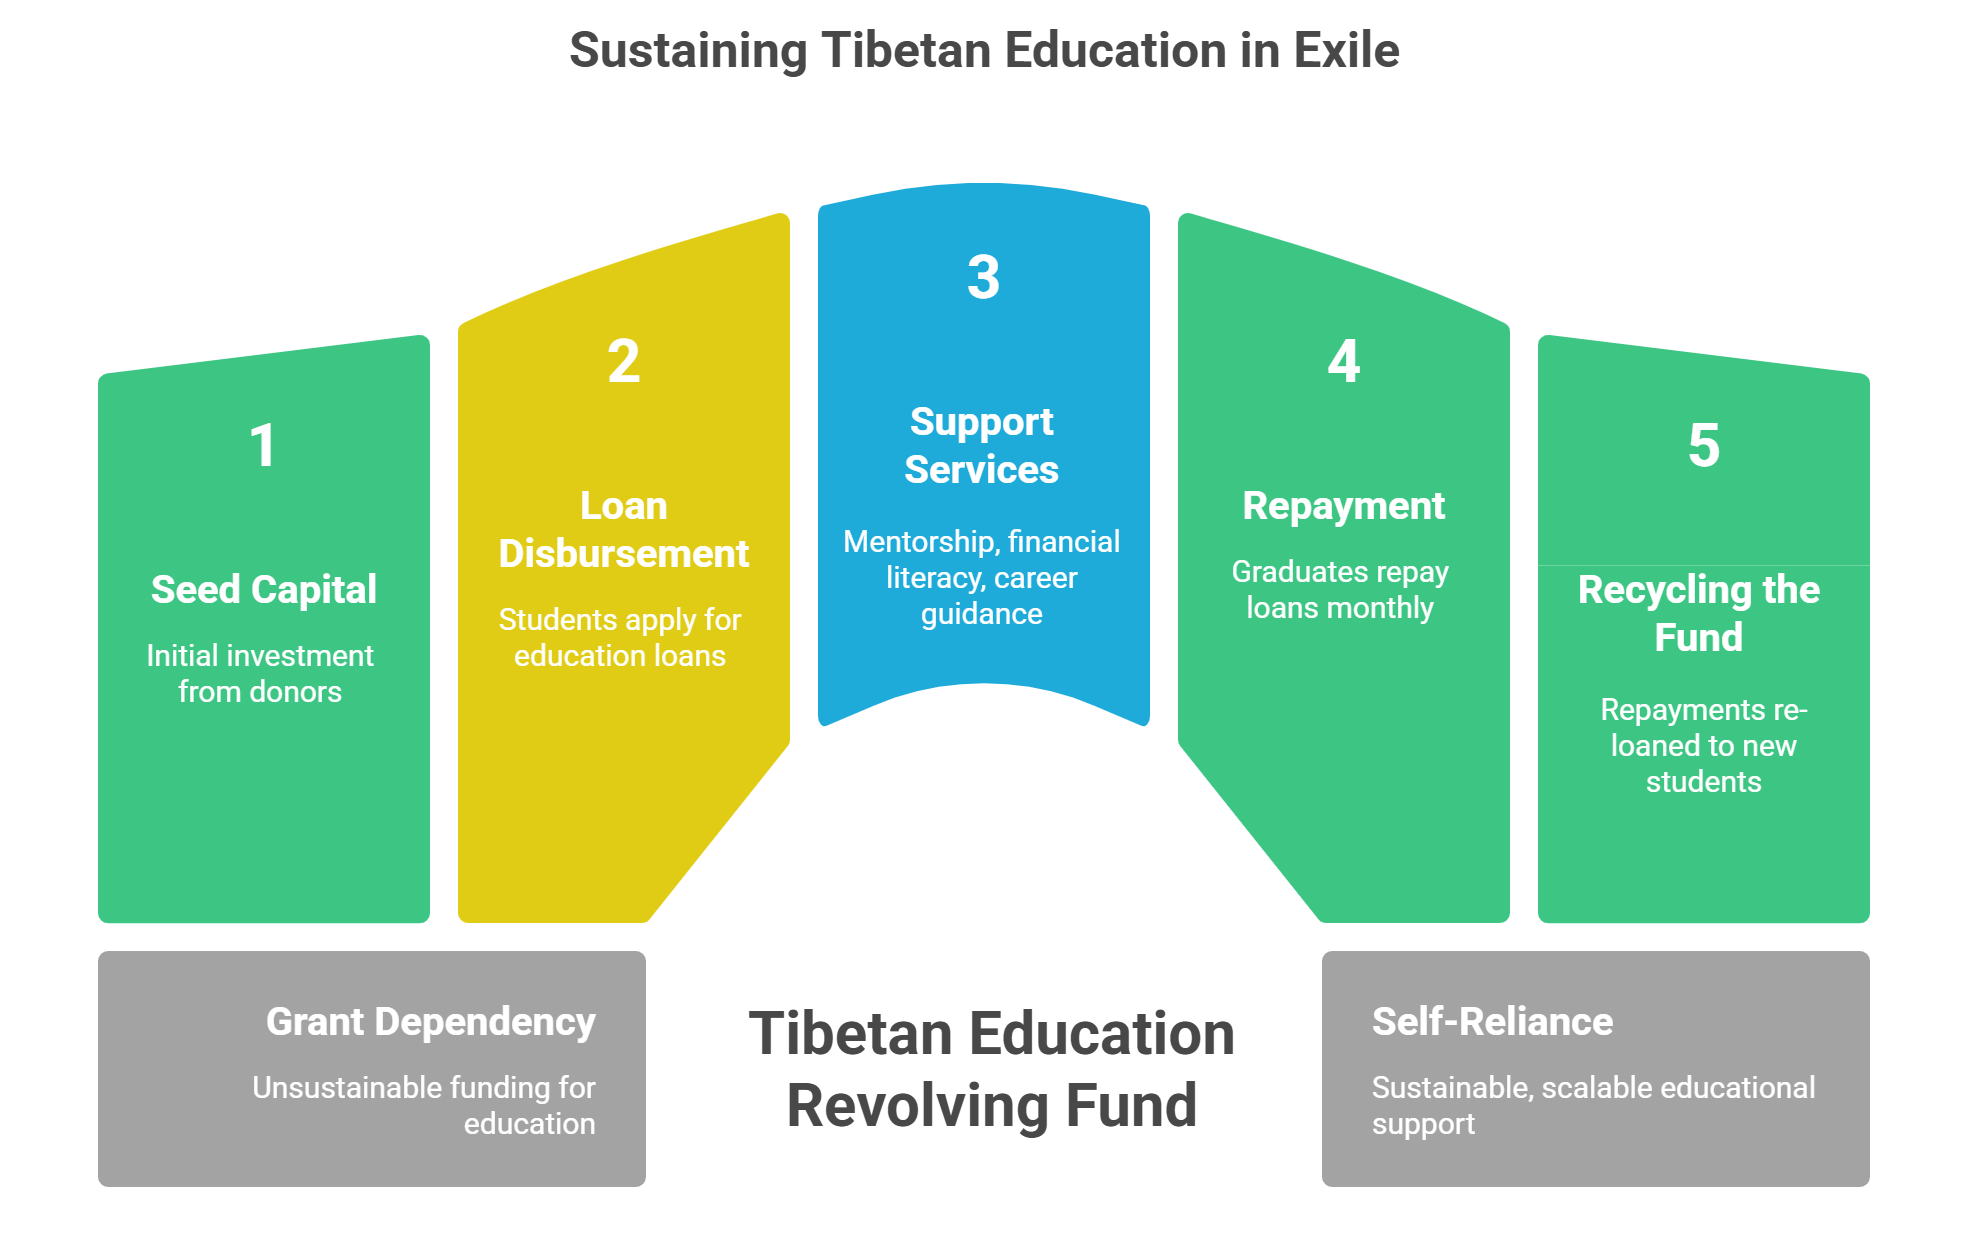 Sustaining Tibetan Education in Exile
1
Seed Capital
Initial investment
from donors
2
Loan
Disbursement
Students apply for
education loans
3
Support
Services
Mentorship, financial
literacy, career
guidance
4
Repayment
Graduates repay
loans monthly
5
Recycling the
Fund
Repayments re-
loaned to new
students
Grant Dependency
Unsustainable funding for
education
Tibetan Education
Revolving Fund
Self-Reliance
Sustainable, scalable educational
support